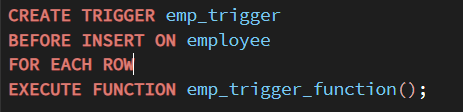 CREATE TRIGGER emp_trigger
BEFORE INSERT ON employee
FOR EACH ROW
EXECUTE FUNCTION emp_trigger_function();